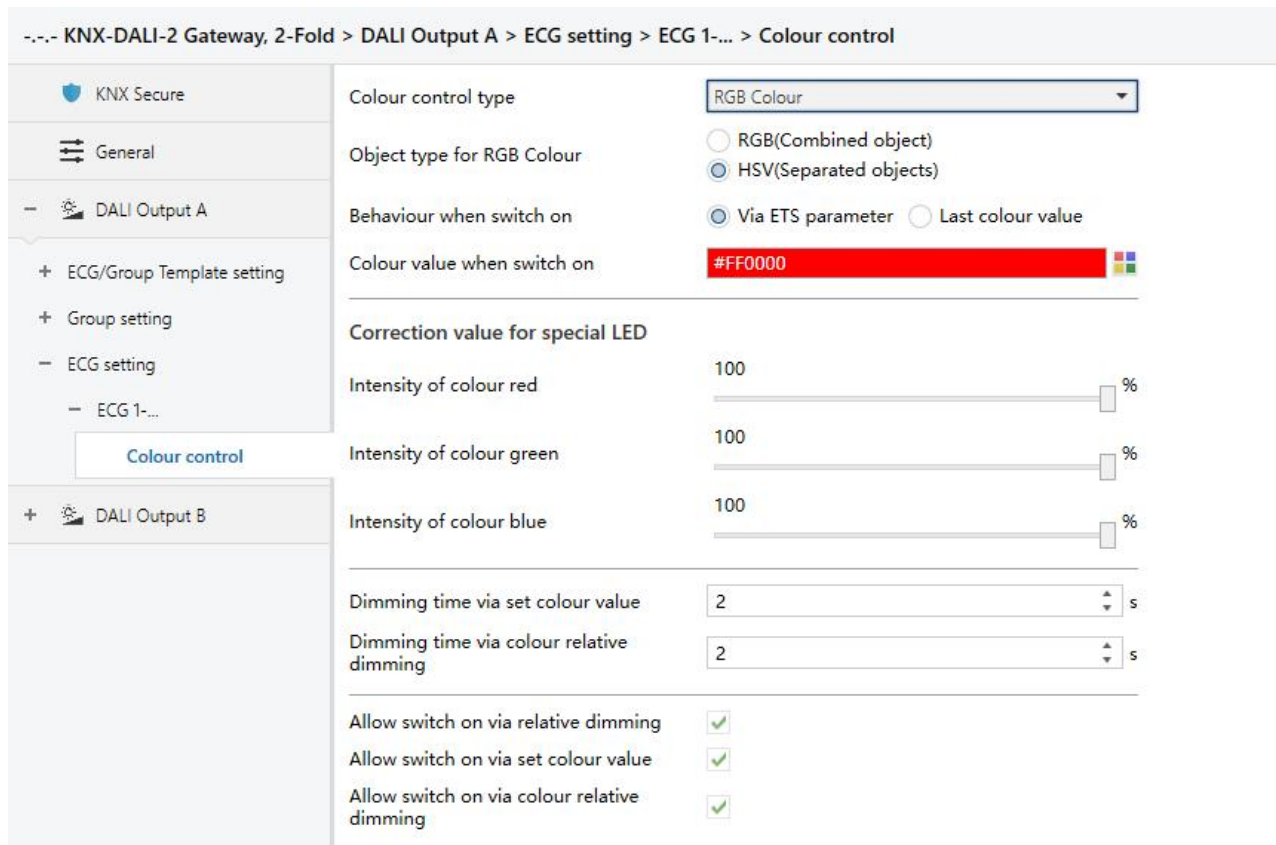 -.-.- KNX-DALI-2 Gateway, 2-Fold > DALI Output A > ECG setting > ECG 1-... > Colour control
KNX Secure
General
− DALI Output A
+ ECG/Group Template setting
+ Group setting
− ECG setting
− ECG 1-...
Colour control
+ DALI Output B
Colour control type
RGB Colour
Object type for RGB Colour
RGB(Combined object)
HSV(Separated objects)
Behaviour when switch on
Via ETS parameter
Last colour value
Colour value when switch on
#FF0000
Correction value for special LED
Intensity of colour red
100
%
Intensity of colour green
100
%
Intensity of colour blue
100
%
Dimming time via set colour value
2
s
Dimming time via colour relative
dimming
2
s
Allow switch on via relative dimming
Allow switch on via set colour value
Allow switch on via colour relative
dimming